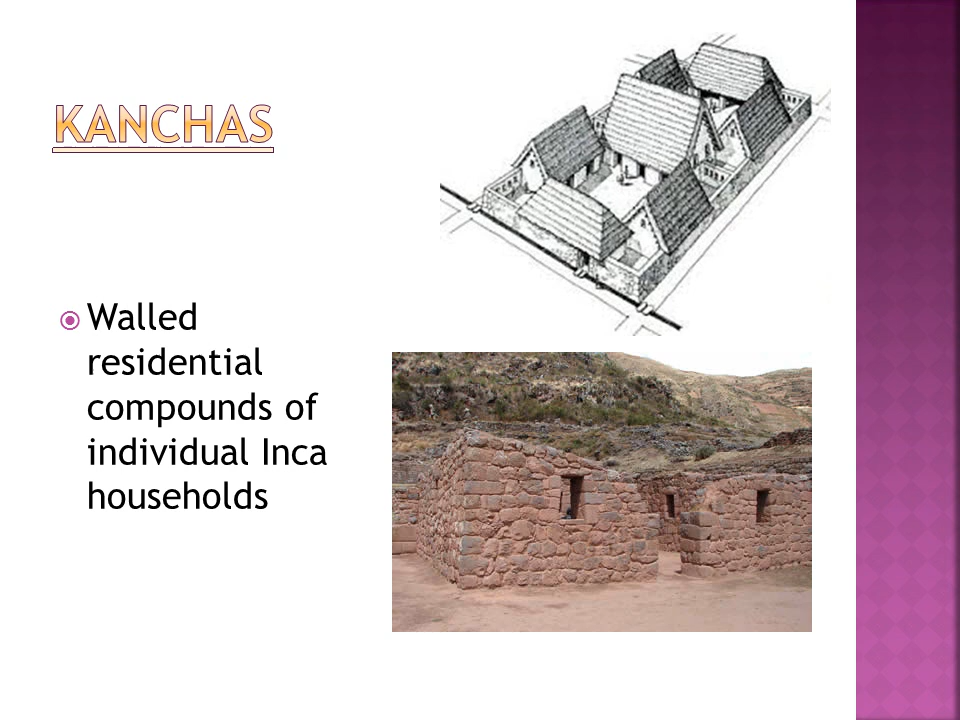 KANCHAS
Walled
residential
compounds of
individual Inca
households